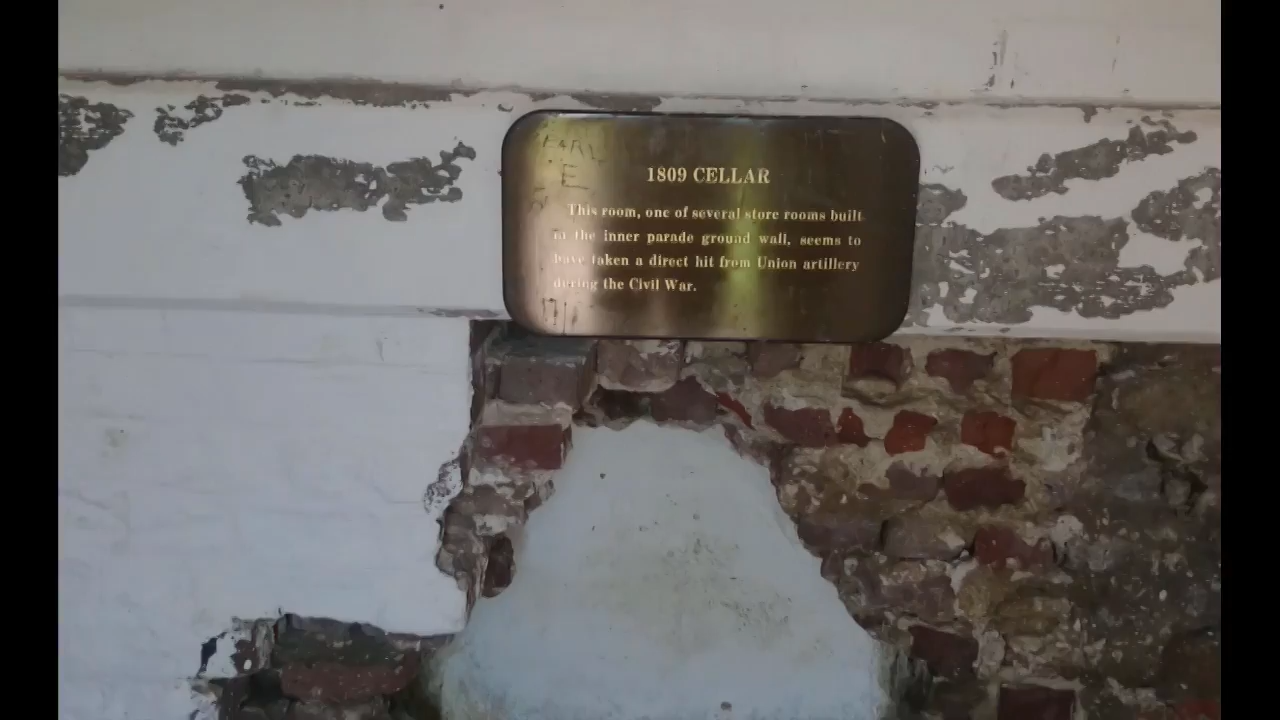 1809 CELLAR
This room, one of several store rooms built
in the inner parade ground wall, seems to
have taken a direct hit from Union artillery
during the Civil War.